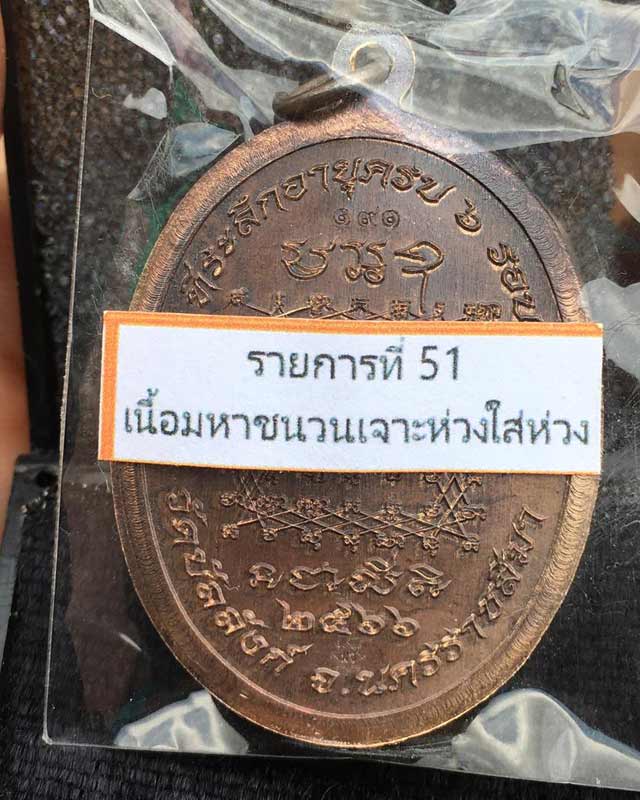 ที่ระลึกอายุครบ ๖ รอบ
๕๙๑
รายการที่ 51
เนื้อมหาชนวนเจาะห่วงใส่ห่วง
๒๕๖๖
วัดบัลลังก์ จ.นครราชสีมา